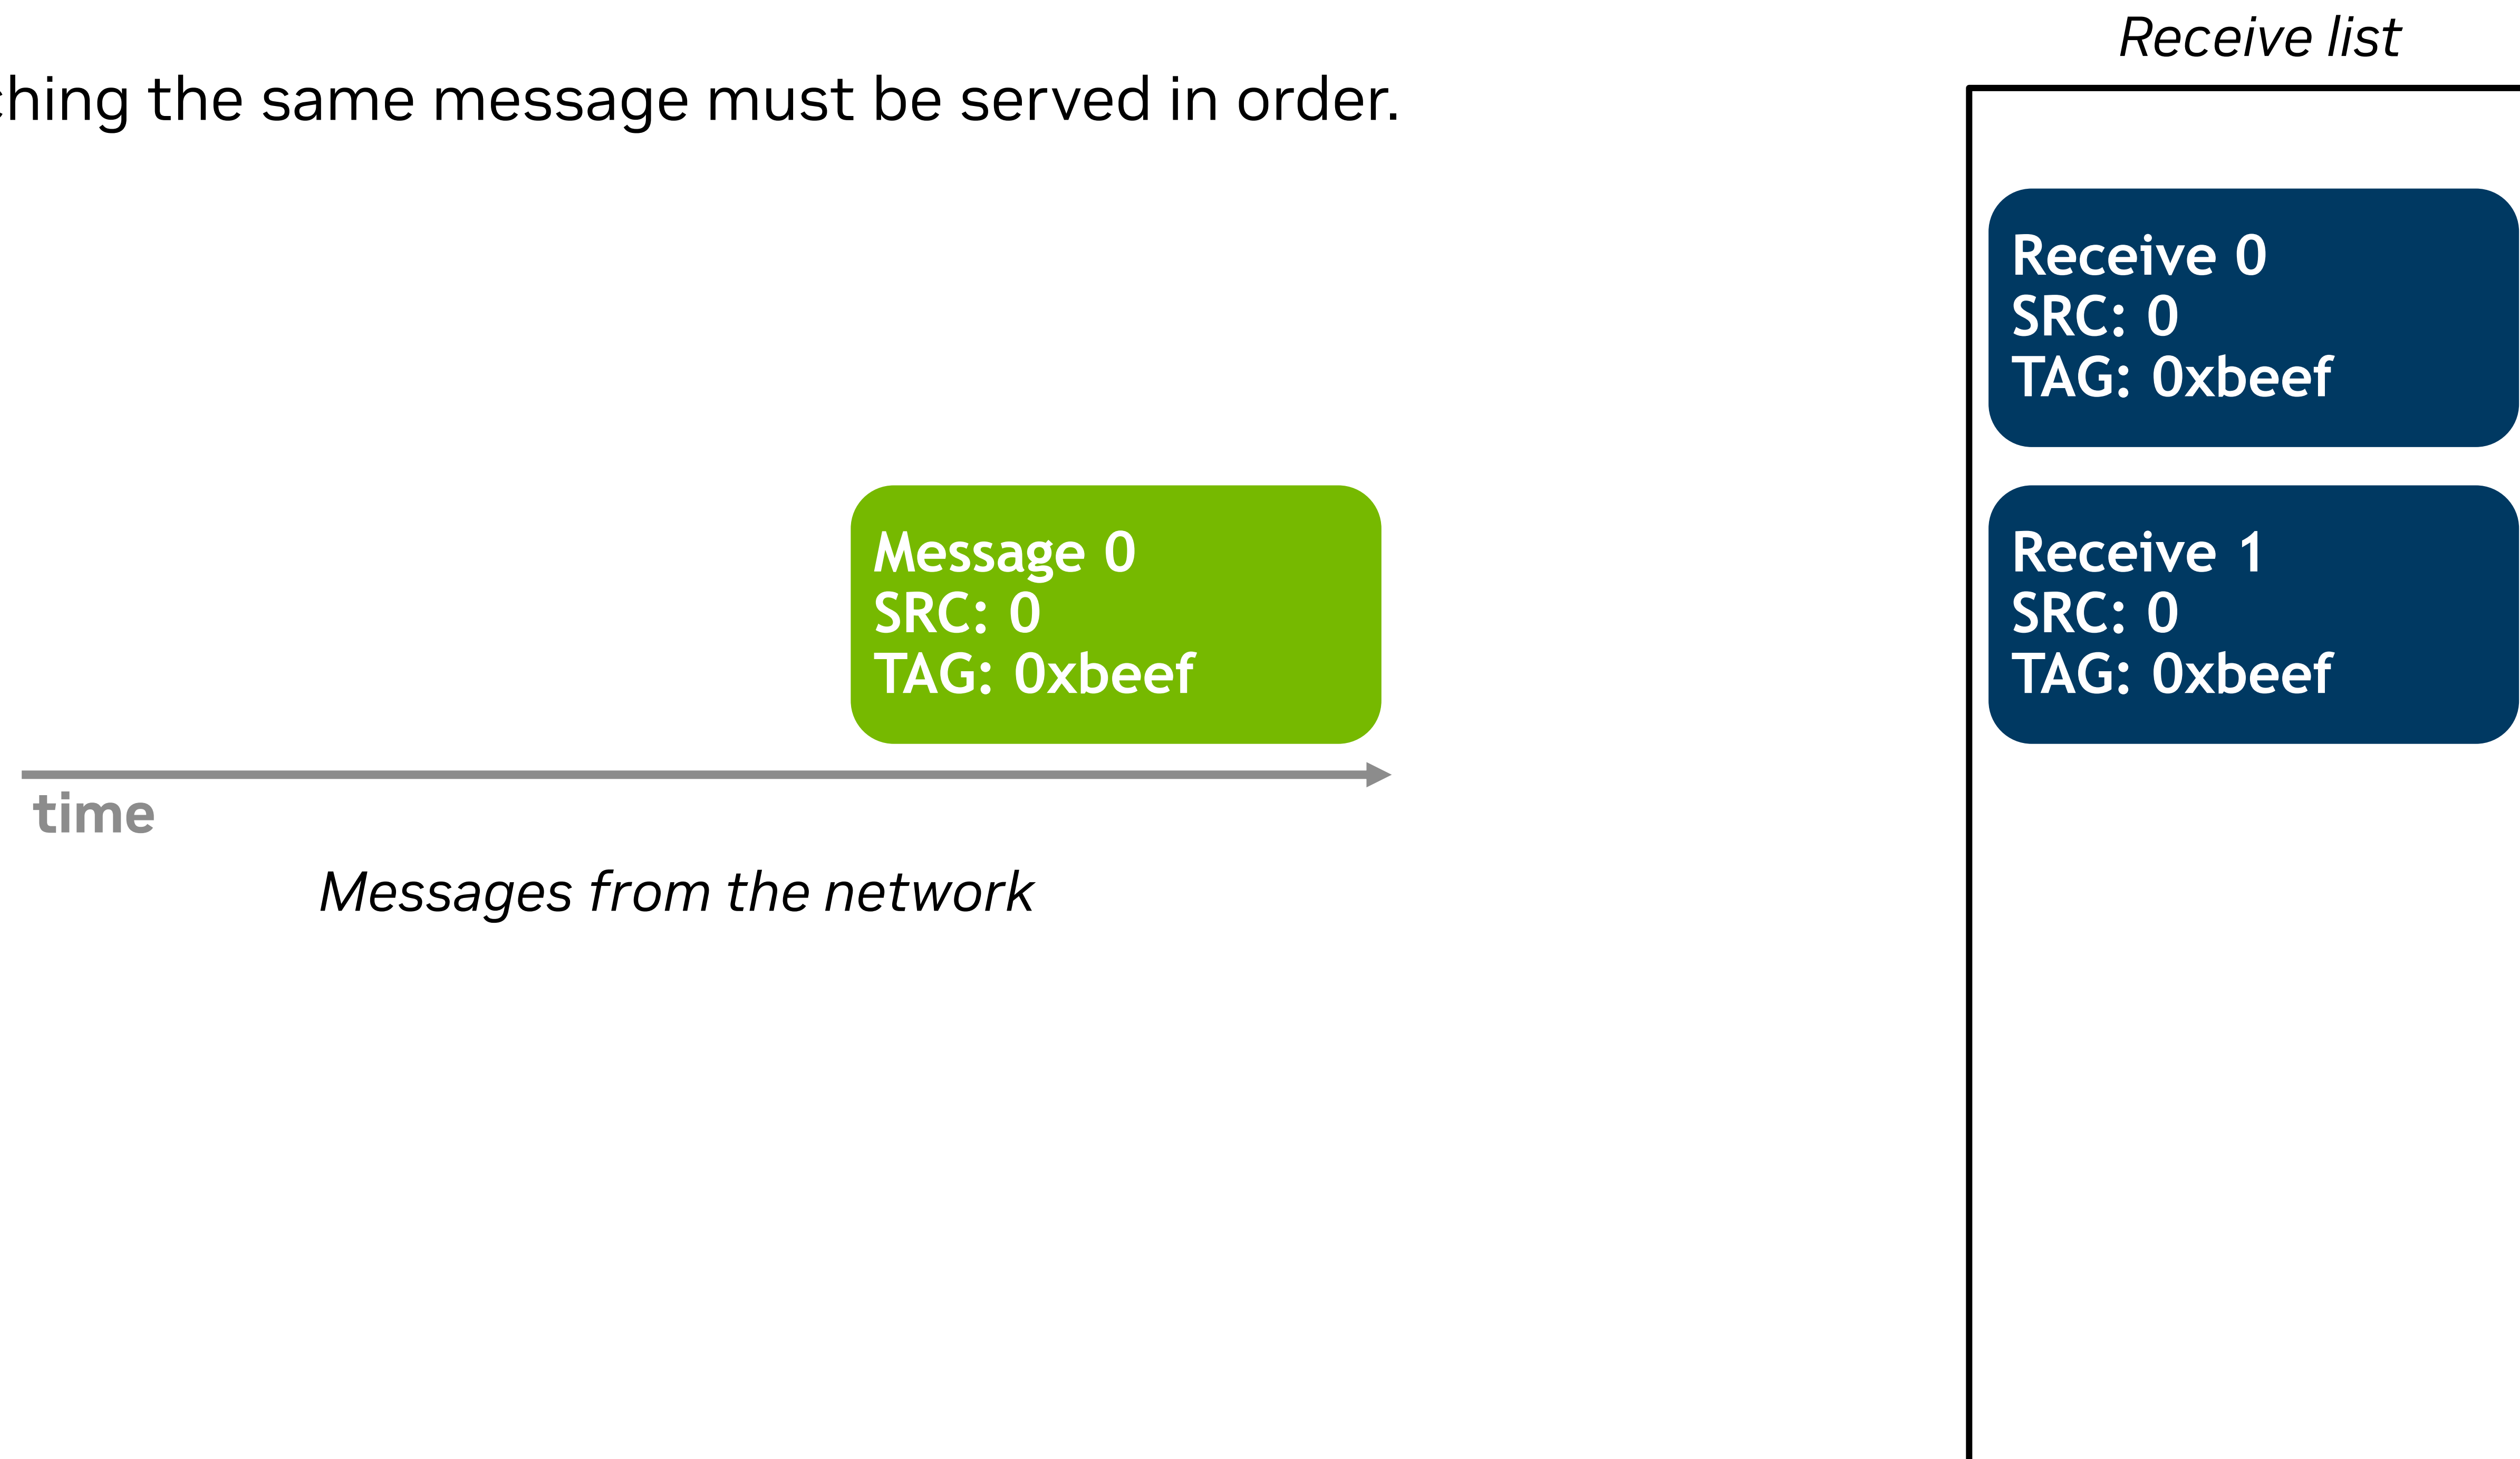 Receive list
the same message must be served in order.
Receive 0
SRC: 0
TAG: 0xbeef
Message 0
SRC: 0
TAG: 0xbeef
Receive 1
SRC: 0
TAG: 0xbeef
time
Messages from the network